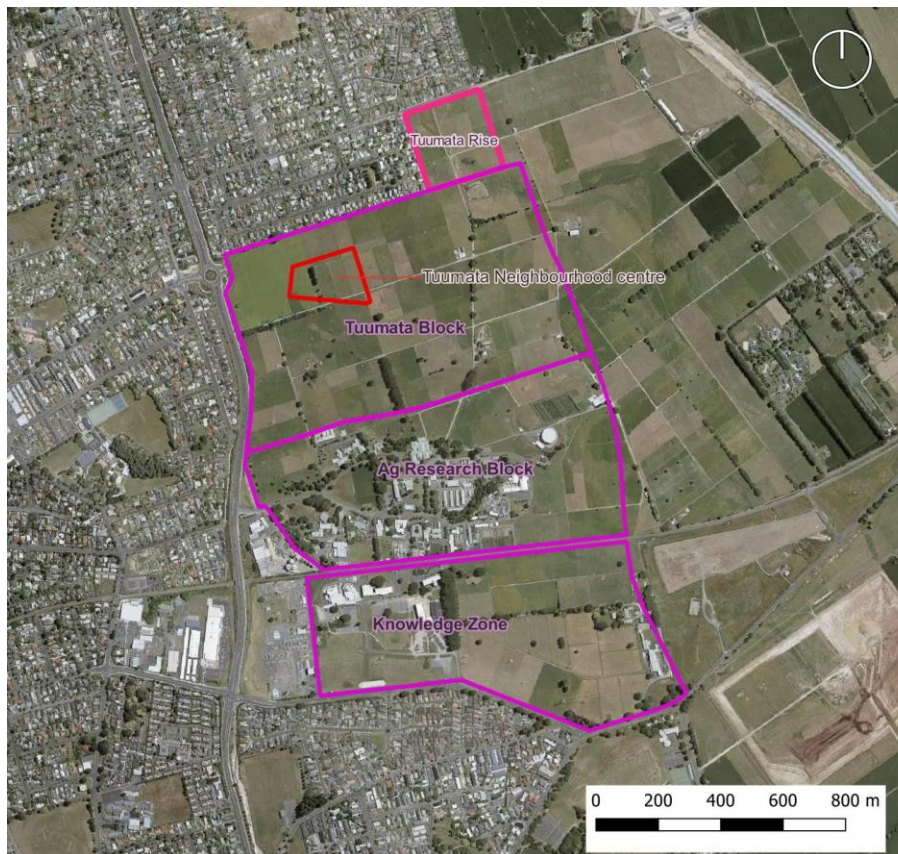 Tuumata Rise
Tuumata Neighbourhood centre
Tuumata Block
Ag Research Block
Knowledge Zone
0 200 400 600 800 m